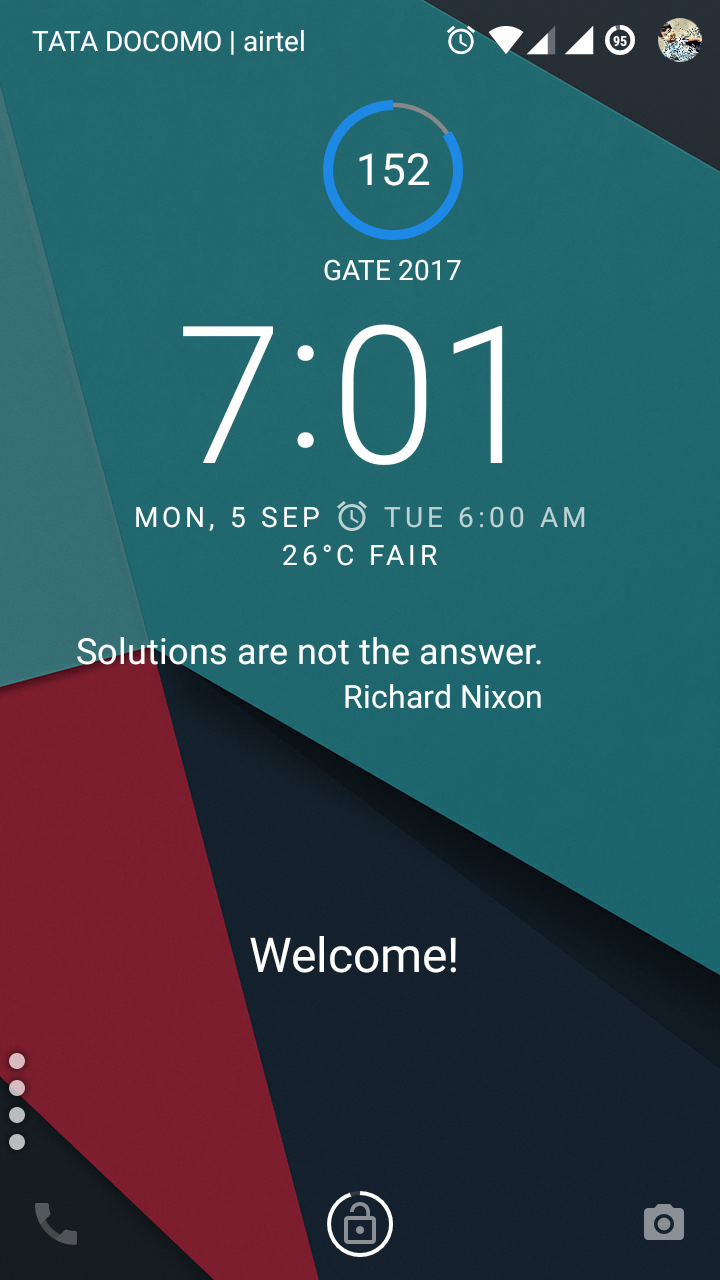 TATA DOCOMO | airtel
95
152
GATE 2017
7:01
MON, 5 SEP TUE 6:00 AM
26°C FAIR
Solutions are not the answer.
Richard Nixon
Welcome!